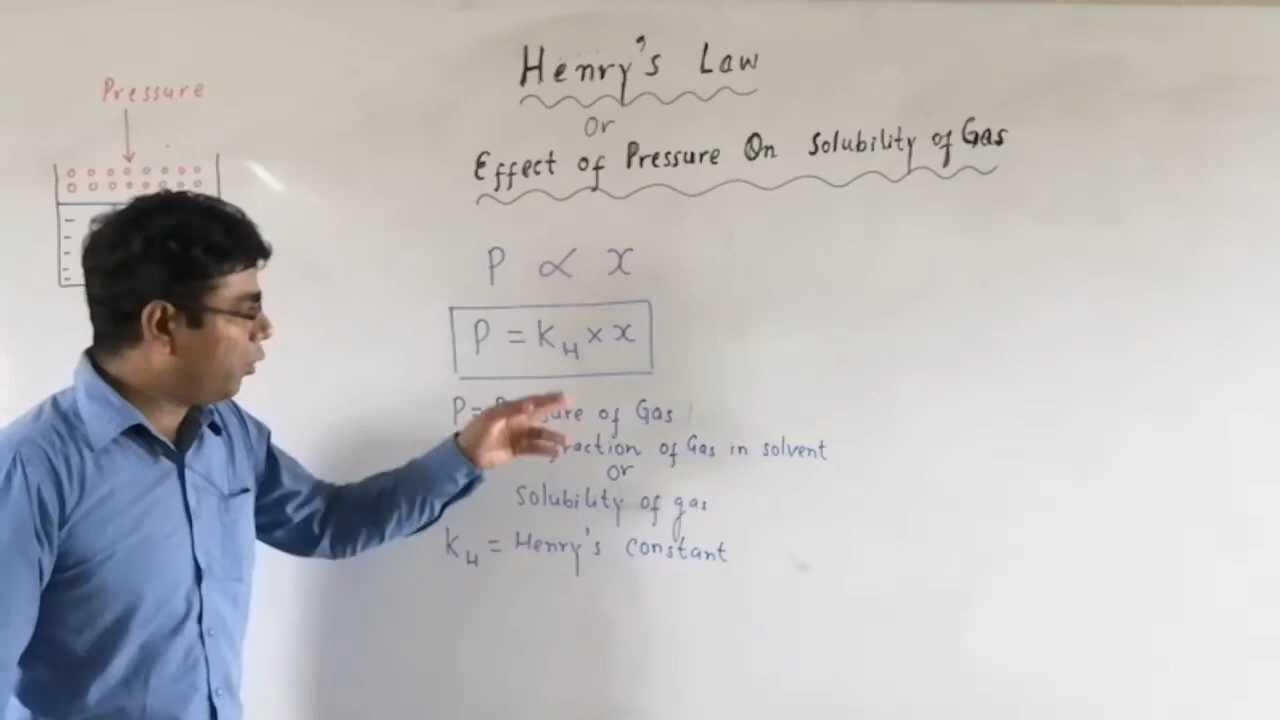 Pressure
Henry's Law
Or
Effect of Pressure On Solubility of Gas
P ∝ x
P = K_H × x
P = of Gas
fraction of Gas in solvent
or
Solubility of gas
K_H = Henry's constant